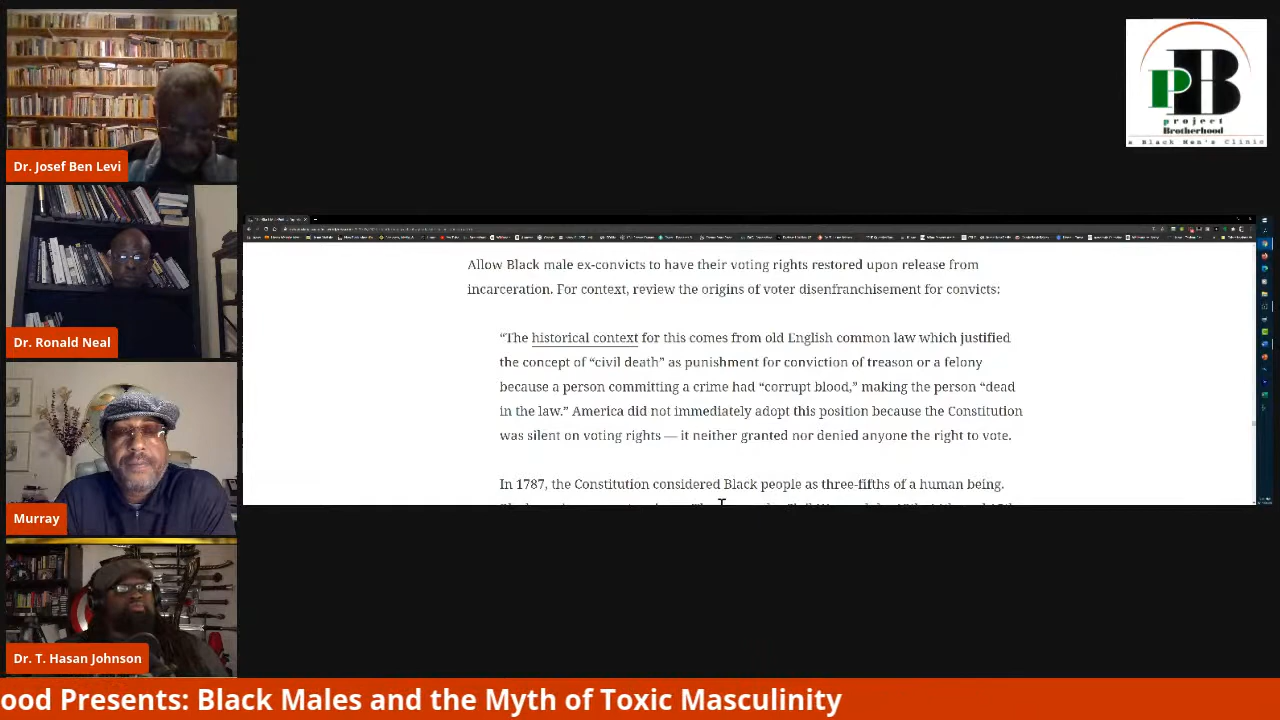 Dr. Josef Ben Levi
Dr. Ronald Neal
Murray
Dr. T. Hasan Johnson
PB
project
Brotherhood
a Black Men's Clinic
Allow Black male ex-convicts to have their voting rights restored upon release from
incarceration. For context, review the origins of voter disenfranchisement for convicts:
“The historical context for this comes from old English common law which justified
the concept of “civil death” as punishment for conviction of treason or a felony
because a person committing a crime had “corrupt blood,” making the person “dead
in the law.” America did not immediately adopt this position because the Constitution
was silent on voting rights — it neither granted nor denied anyone the right to vote.
In 1787, the Constitution considered Black people as three-fifths of a human being.
ood Presents: Black Males and the Myth of Toxic Masculinity